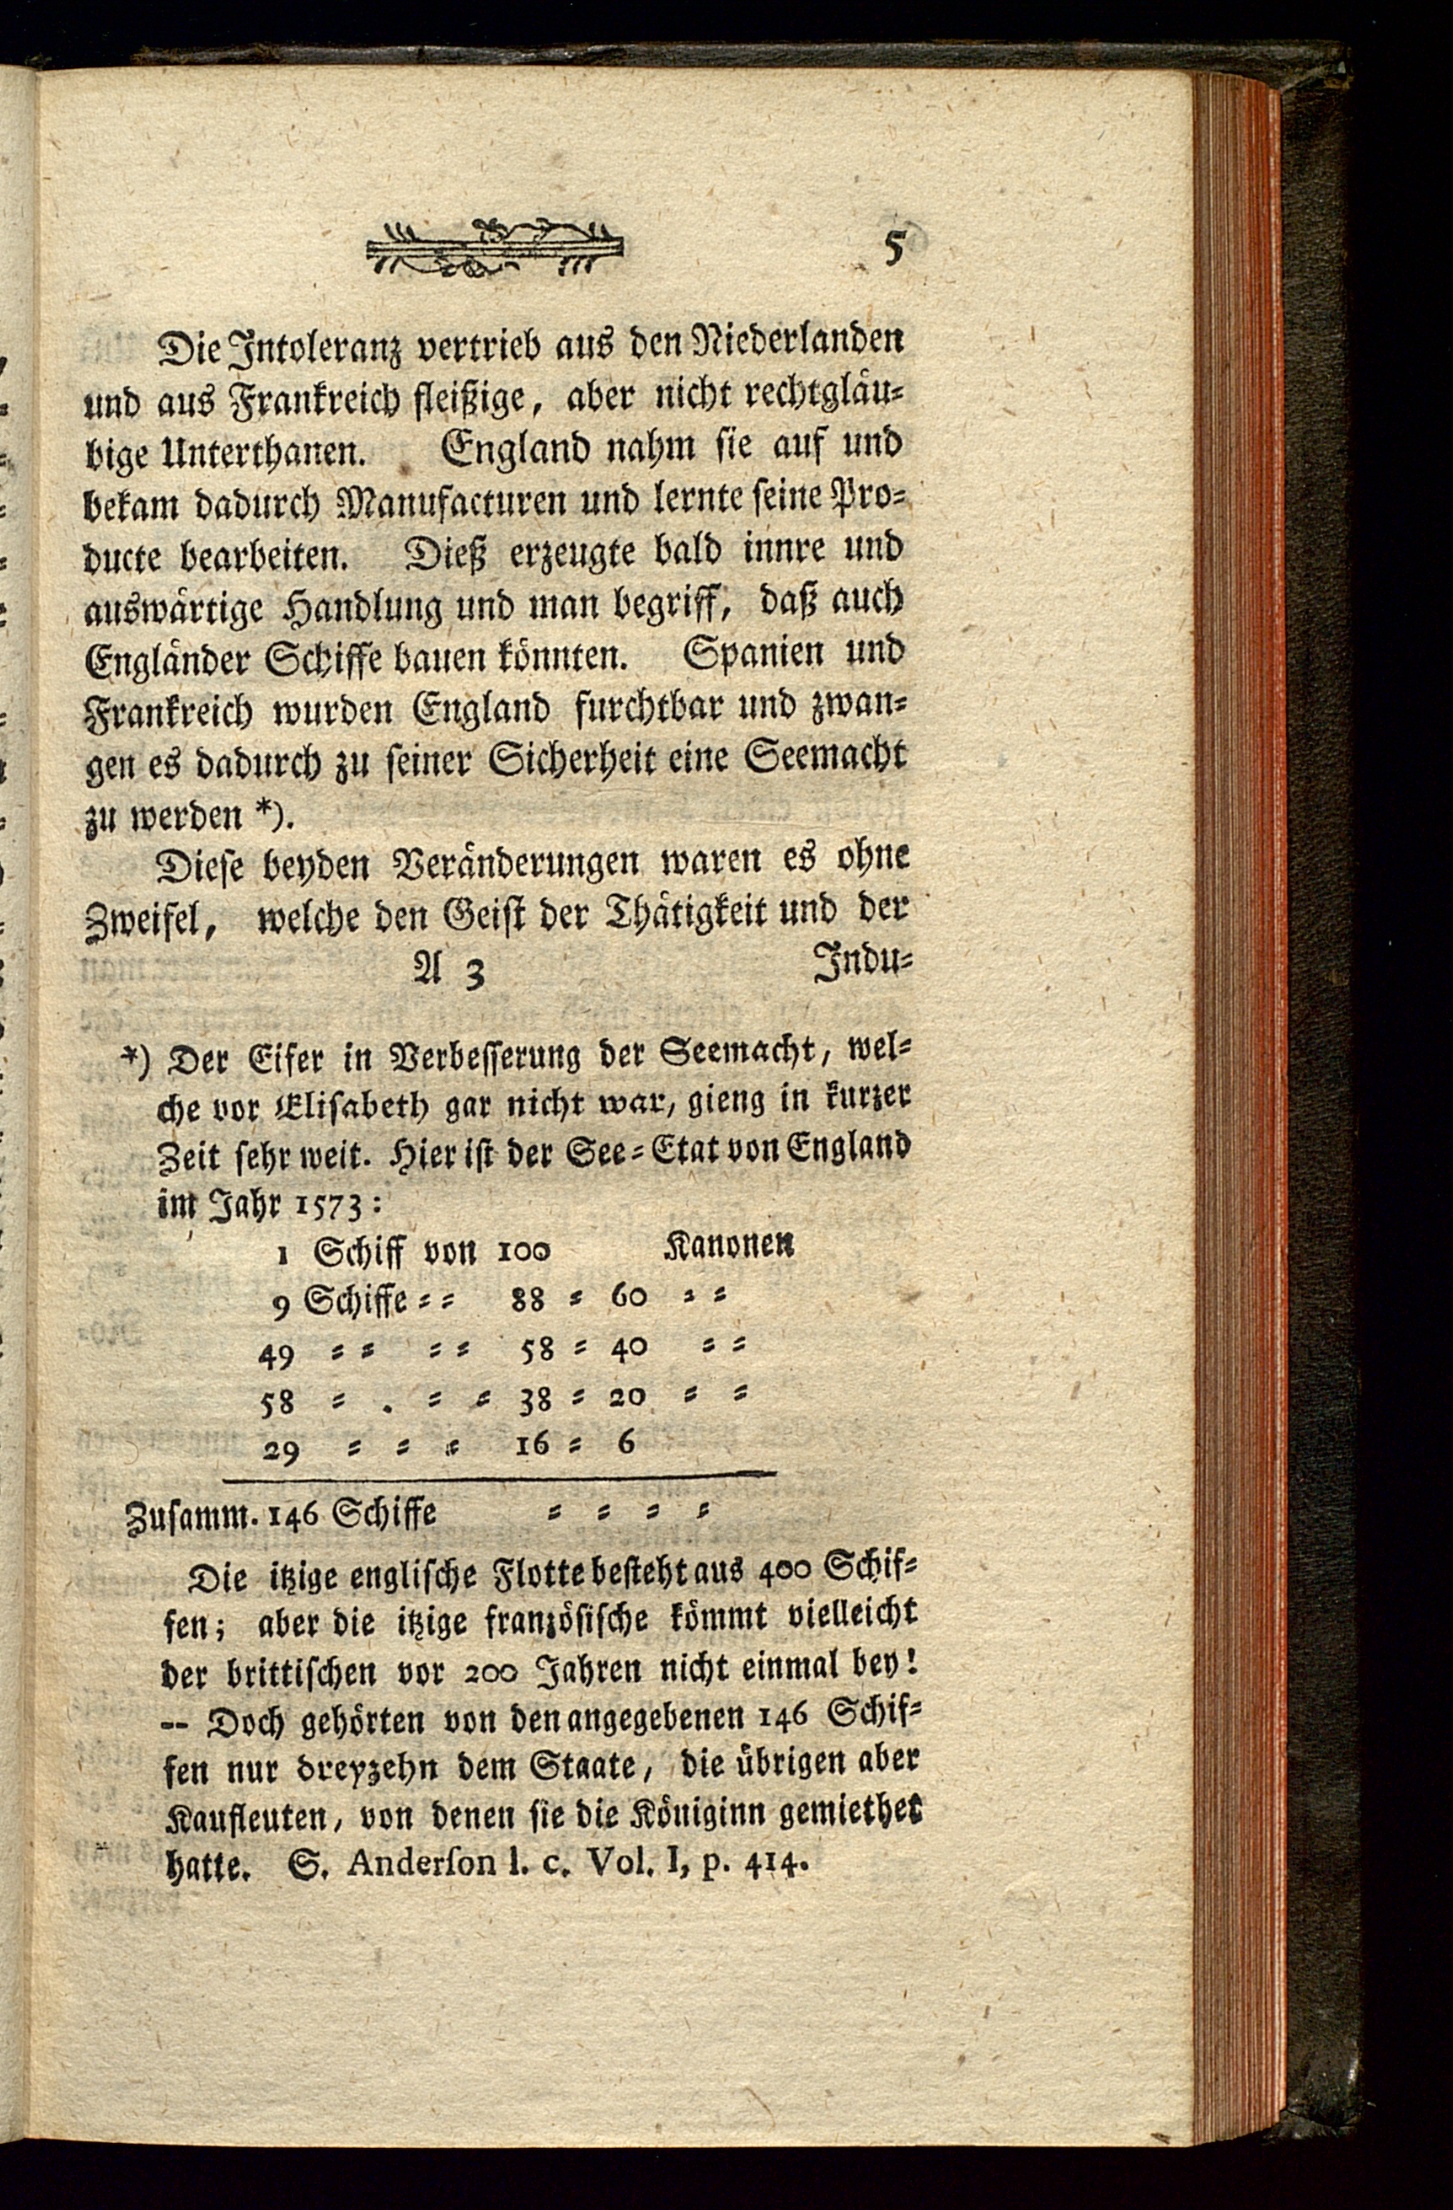 5
Die Intoleranz vertrieb aus den Niederlanden
und aus Frankreich fleißige, aber nicht rechtgläu-
bige Unterthanen. England nahm sie auf und
bekam dadurch Manufacturen und lernte seine Pro-
ducte bearbeiten. Dieß erzeugte bald innre und
auswärtige Handlung und man begriff, daß auch
Engländer Schiffe bauen könnten. Spanien und
Frankreich wurden England furchtbar und zwan-
gen es dadurch zu seiner Sicherheit eine Seemacht
zu werden *).
Diese beyden Veränderungen waren es ohne
Zweifel, welche den Geist der Thätigkeit und der
A 3 Indu-
*) Der Eifer in Verbesserung der Seemacht, wel-
che vor Elisabeth gar nicht war, gieng in kurzer
Zeit sehr weit. Hier ist der See-Etat von England
im Jahr 1573:
1 Schiff von 100 Kanonen
9 Schiffe - - 88 - 60 - -
49 - - - - 58 - 40 - -
58 - . - - 38 - 20 - -
29 - - - 16 - 6
Zusamm. 146 Schiffe - - - -
Die itzige englische Flotte besteht aus 400 Schif-
fen; aber die itzige französische kömmt vielleicht
der brittischen vor 200 Jahren nicht einmal bey!
-- Doch gehörten von den angegebenen 146 Schif-
fen nur dreyzehn dem Staate, die übrigen aber
Kaufleuten, von denen sie die Königinn gemiethet
hatte. S. Anderson l. c. Vol. I, p. 414.